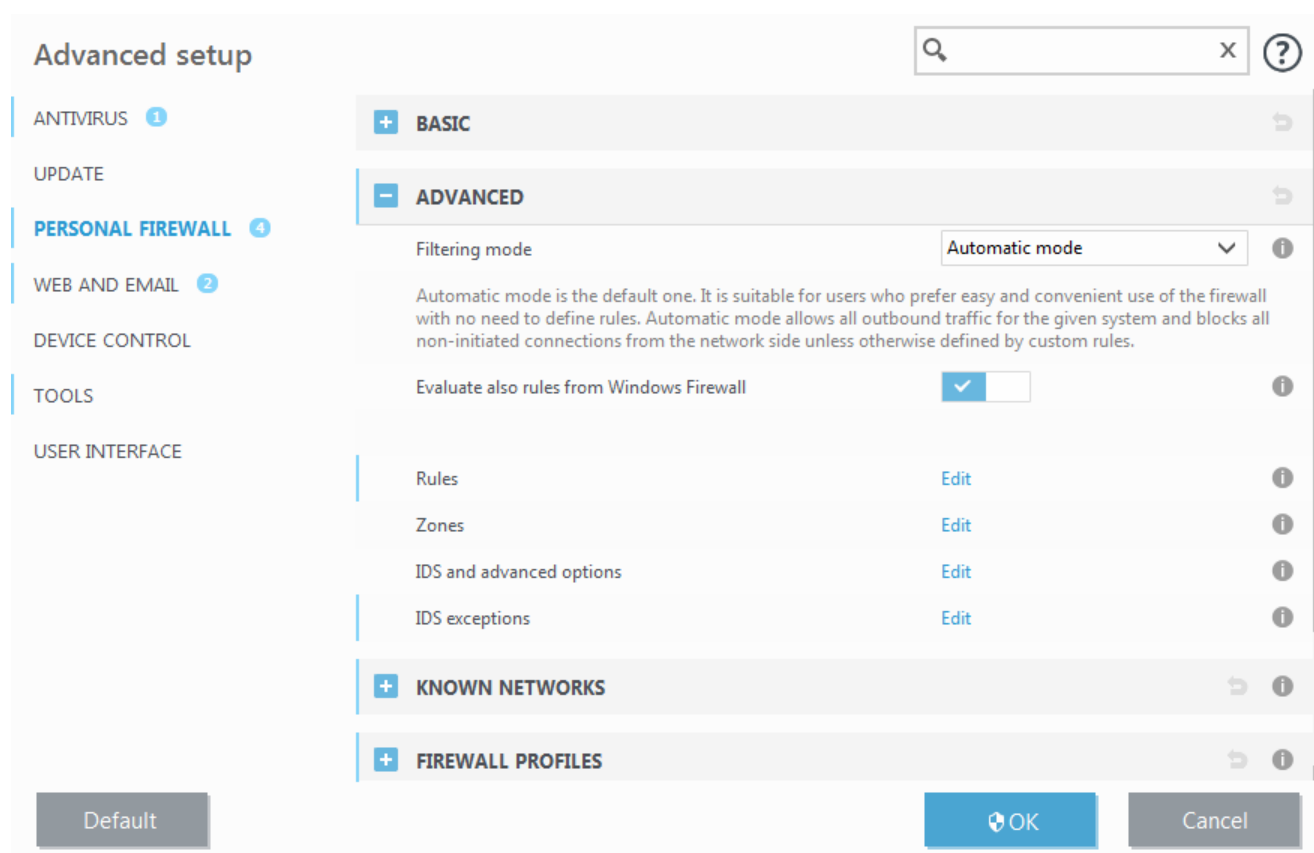 Advanced setup
x
?
ANTIVIRUS 1
UPDATE
PERSONAL FIREWALL 4
WEB AND EMAIL 2
DEVICE CONTROL
TOOLS
USER INTERFACE
BASIC
ADVANCED
Filtering mode Automatic mode
Automatic mode is the default one. It is suitable for users who prefer easy and convenient use of the firewall
with no need to define rules. Automatic mode allows all outbound traffic for the given system and blocks all
non-initiated connections from the network side unless otherwise defined by custom rules.
Evaluate also rules from Windows Firewall
Rules Edit
Zones Edit
IDS and advanced options Edit
IDS exceptions Edit
KNOWN NETWORKS
FIREWALL PROFILES
Default OK Cancel